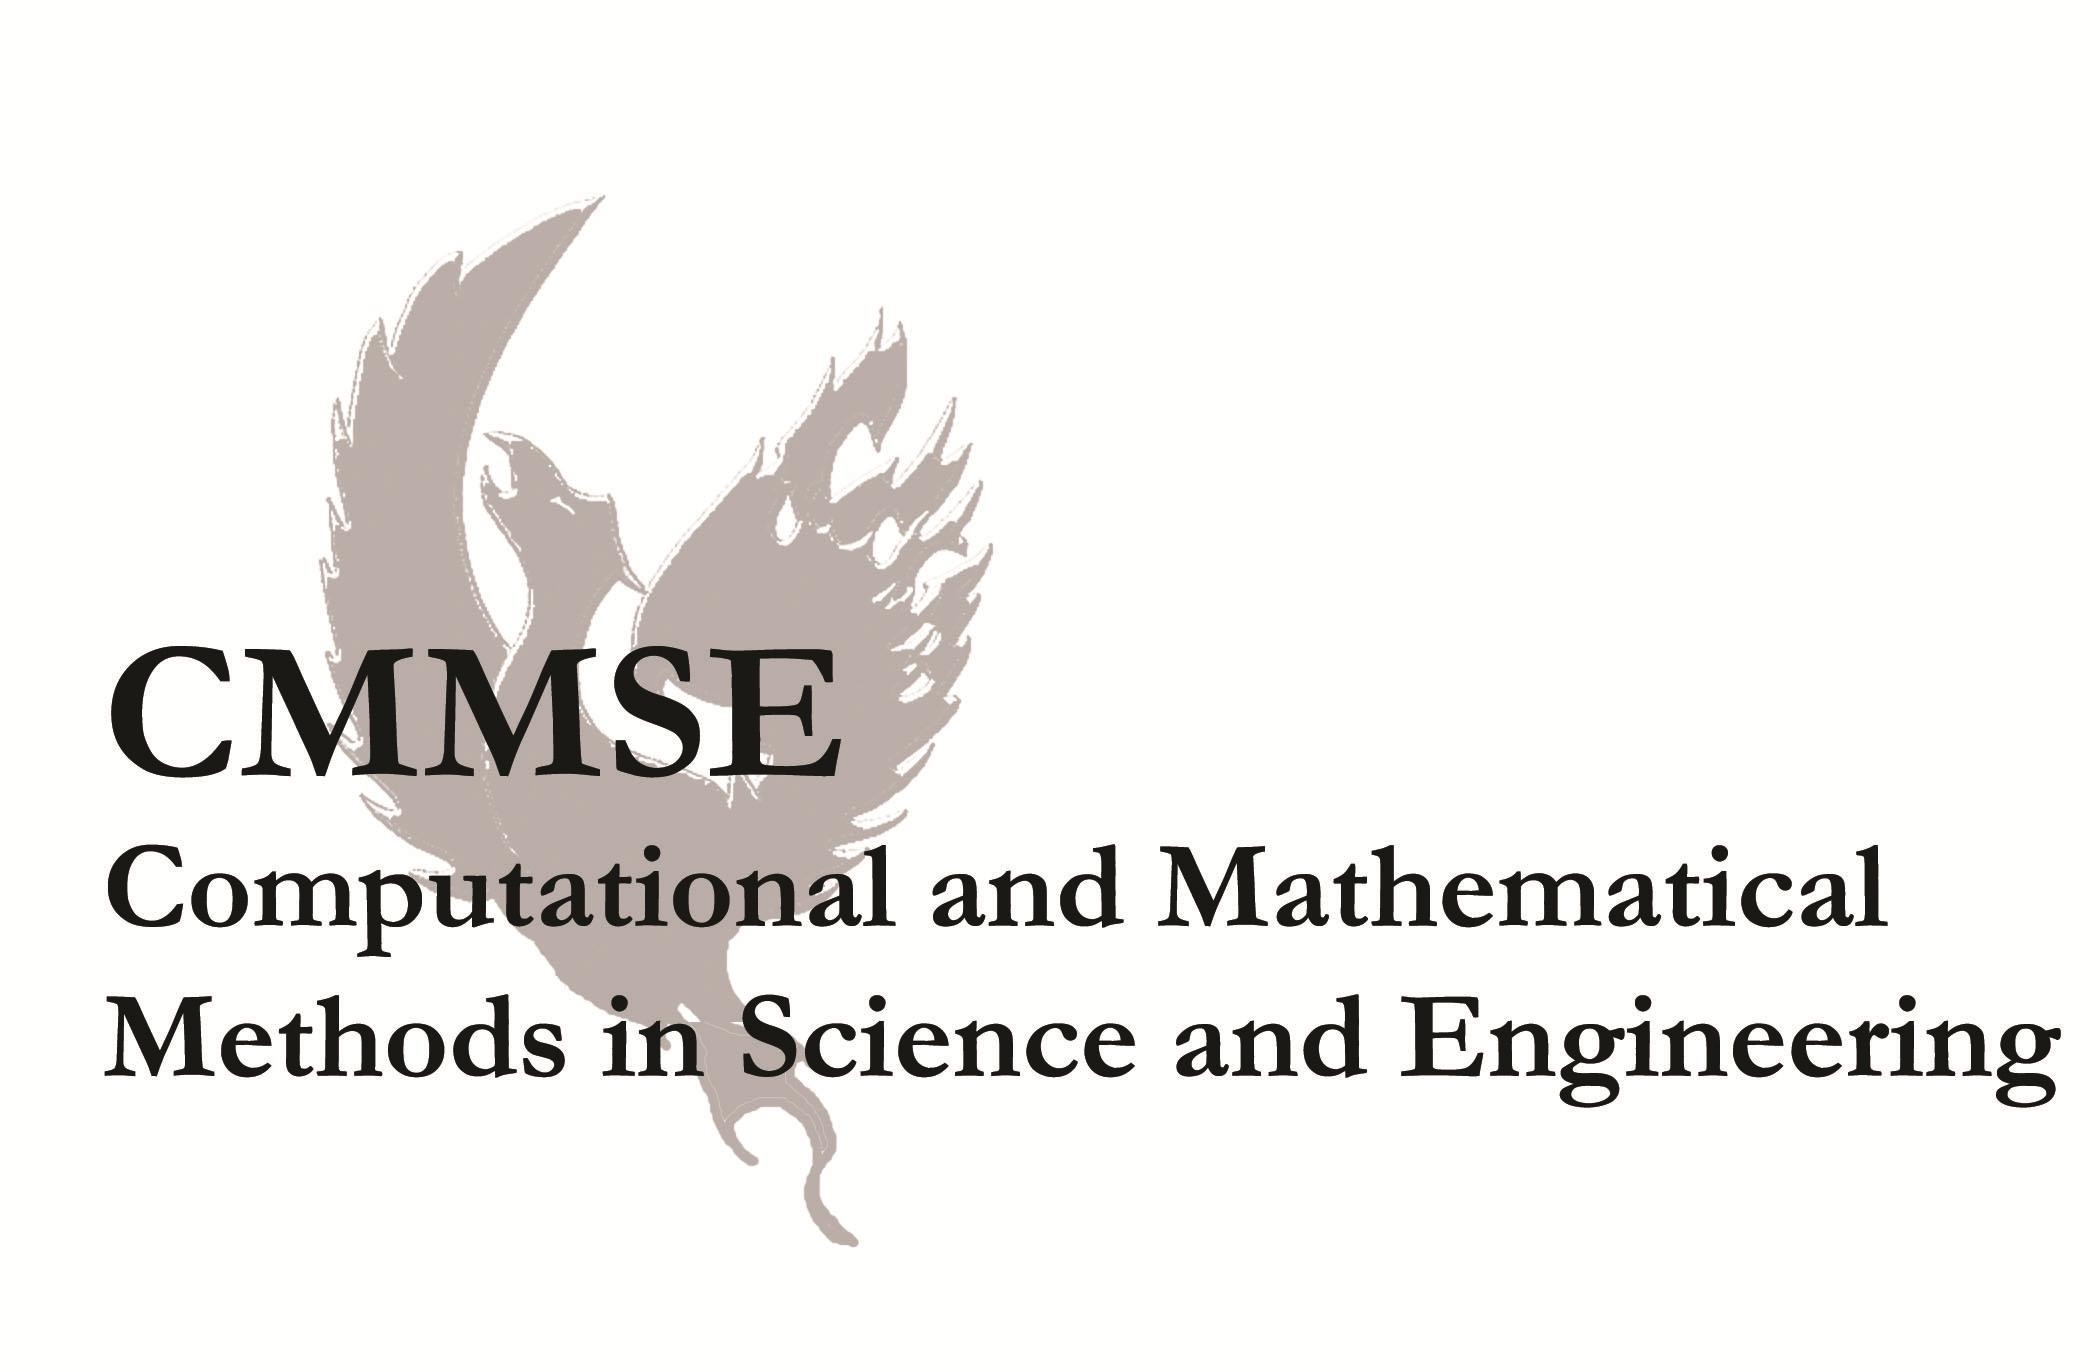 CMMSE
Computational and Mathematical
Methods in Science and Engineering